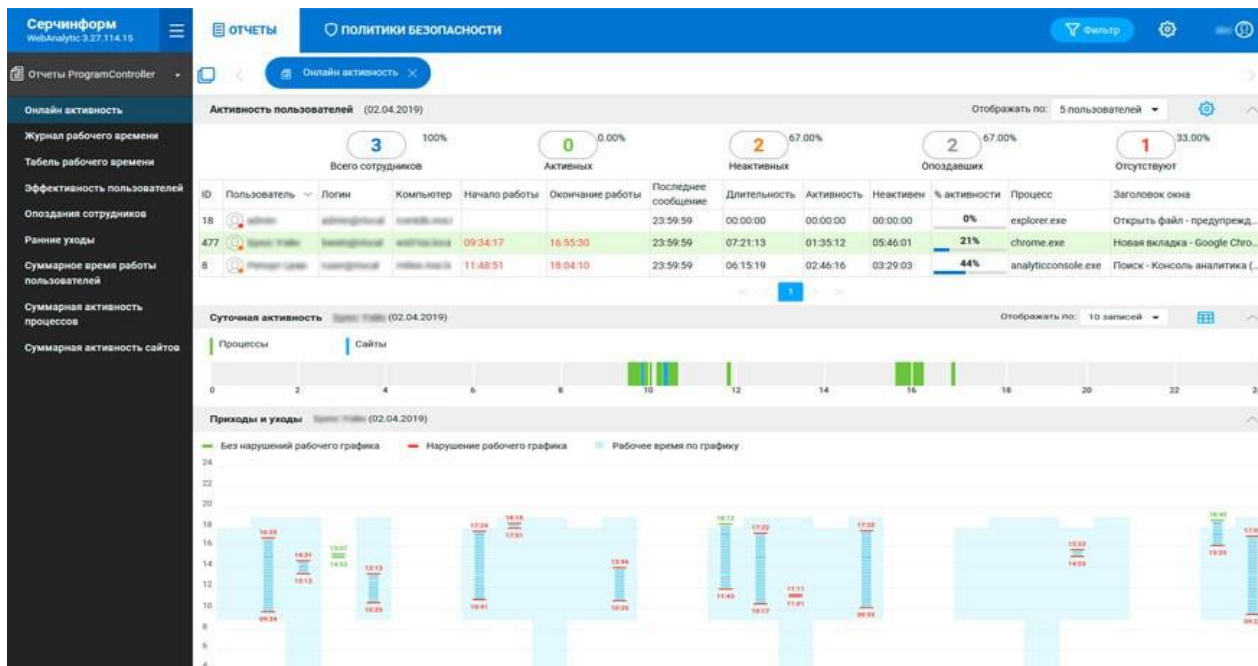 Серчинформ
WebAnalytic 3.27.114.15
ОТЧЕТЫ
ПОЛИТИКИ БЕЗОПАСНОСТИ
Фильтр
Отчеты ProgramController
Онлайн активность
Онлайн активность
Журнал рабочего времени
Табель рабочего времени
Эффективность пользователей
Опоздания сотрудников
Ранние уходы
Суммарное время работы
пользователей
Суммарная активность
процессов
Суммарная активность сайтов
Активность пользователей (02.04.2019)
Отображать по: 5 пользователей
3 100%
Всего сотрудников
0 0.00%
Активных
2 67.00%
Неактивных
2 67.00%
Опоздавших
1 33.00%
Отсутствуют
ID Пользователь Логин Компьютер Начало работы Окончание работы Последнее сообщение Длительность Активность Неактивен % активности Процесс Заголовок окна
18 23:59:59 00:00:00 00:00:00 00:00:00 0% explorer.exe Открыть файл - предупрежд...
477 09:34:17 16:55:30 23:59:59 07:21:13 01:35:12 05:46:01 21% chrome.exe Новая вкладка - Google Chro...
8 11:48:51 18:04:10 23:59:59 06:15:19 02:46:16 03:29:03 44% analyticconsole.exe Поиск - Консоль аналитика (...
1
Суточная активность (02.04.2019)
Отображать по: 10 записей
Процессы
Сайты
0 2 4 6 8 10 12 14 16 18 20 22
Приходы и уходы (02.04.2019)
Без нарушений рабочего графика
Нарушение рабочего графика
Рабочее время по графику
24
22
20
18
16
14
12
10
8
6
4